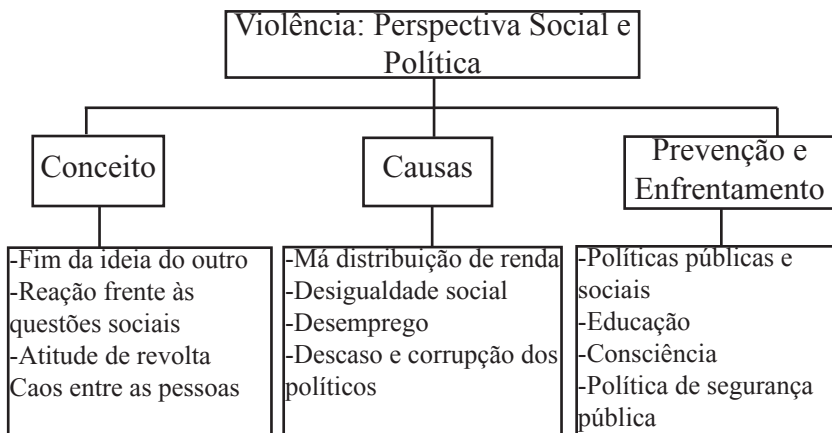 Violência: Perspectiva Social e
Política
Conceito
Causas
Prevenção e
Enfrentamento
-Fim da ideia do outro
-Reação frente às
questões sociais
-Atitude de revolta
Caos entre as pessoas
-Má distribuição de renda
-Desigualdade social
-Desemprego
-Descaso e corrupção dos
políticos
-Políticas públicas e
sociais
-Educação
-Consciência
-Política de segurança
pública